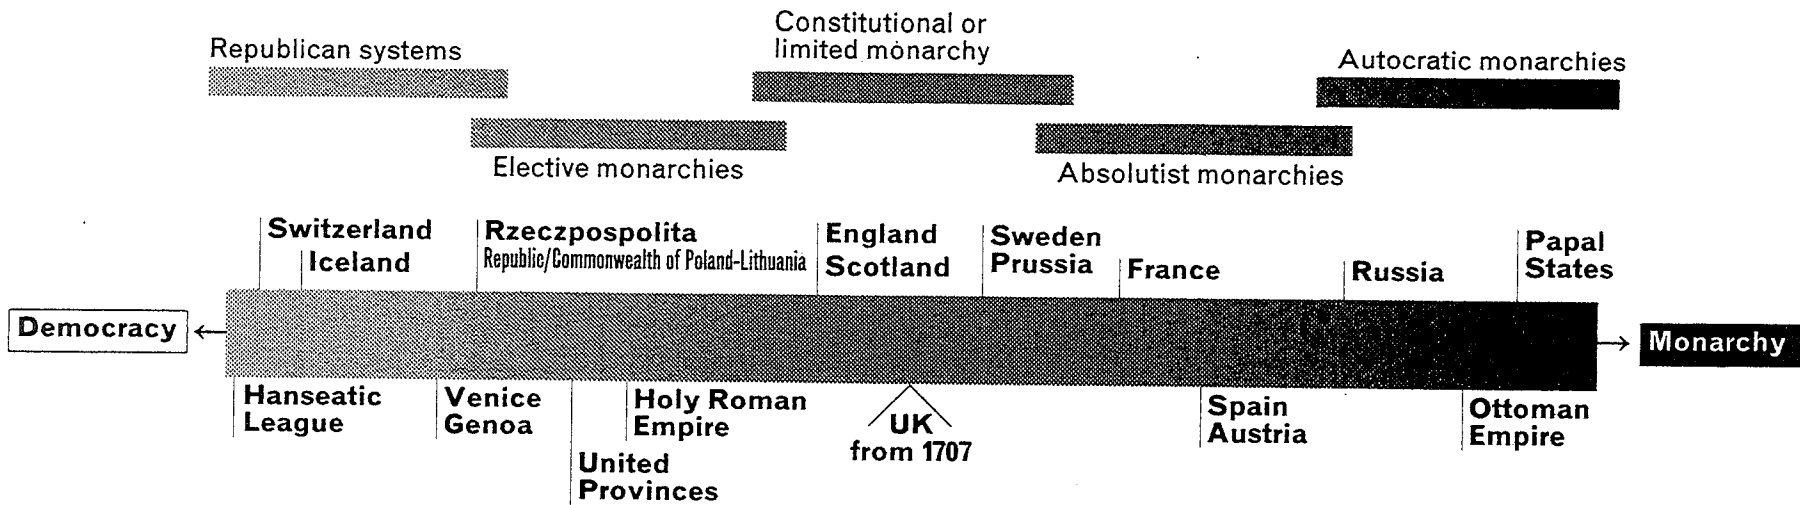 Republican systems
Constitutional or
limited monarchy
Autocratic monarchies
Elective monarchies
Absolutist monarchies
Switzerland
Iceland
Rzeczpospolita
Republic/Commonwealth of Poland-Lithuania
England
Scotland
Sweden
Prussia
France
Russia
Papal
States
Democracy
Monarchy
Hanseatic
League
Venice
Genoa
United
Provinces
Holy Roman
Empire
UK
from 1707
Spain
Austria
Ottoman
Empire